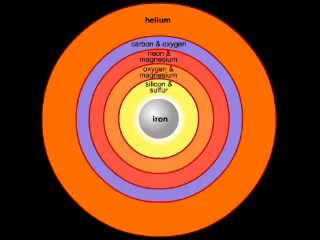 helium
carbon & oxygen
neon &
magnesium
oxygen &
magnesium
silicon &
sulfur
iron